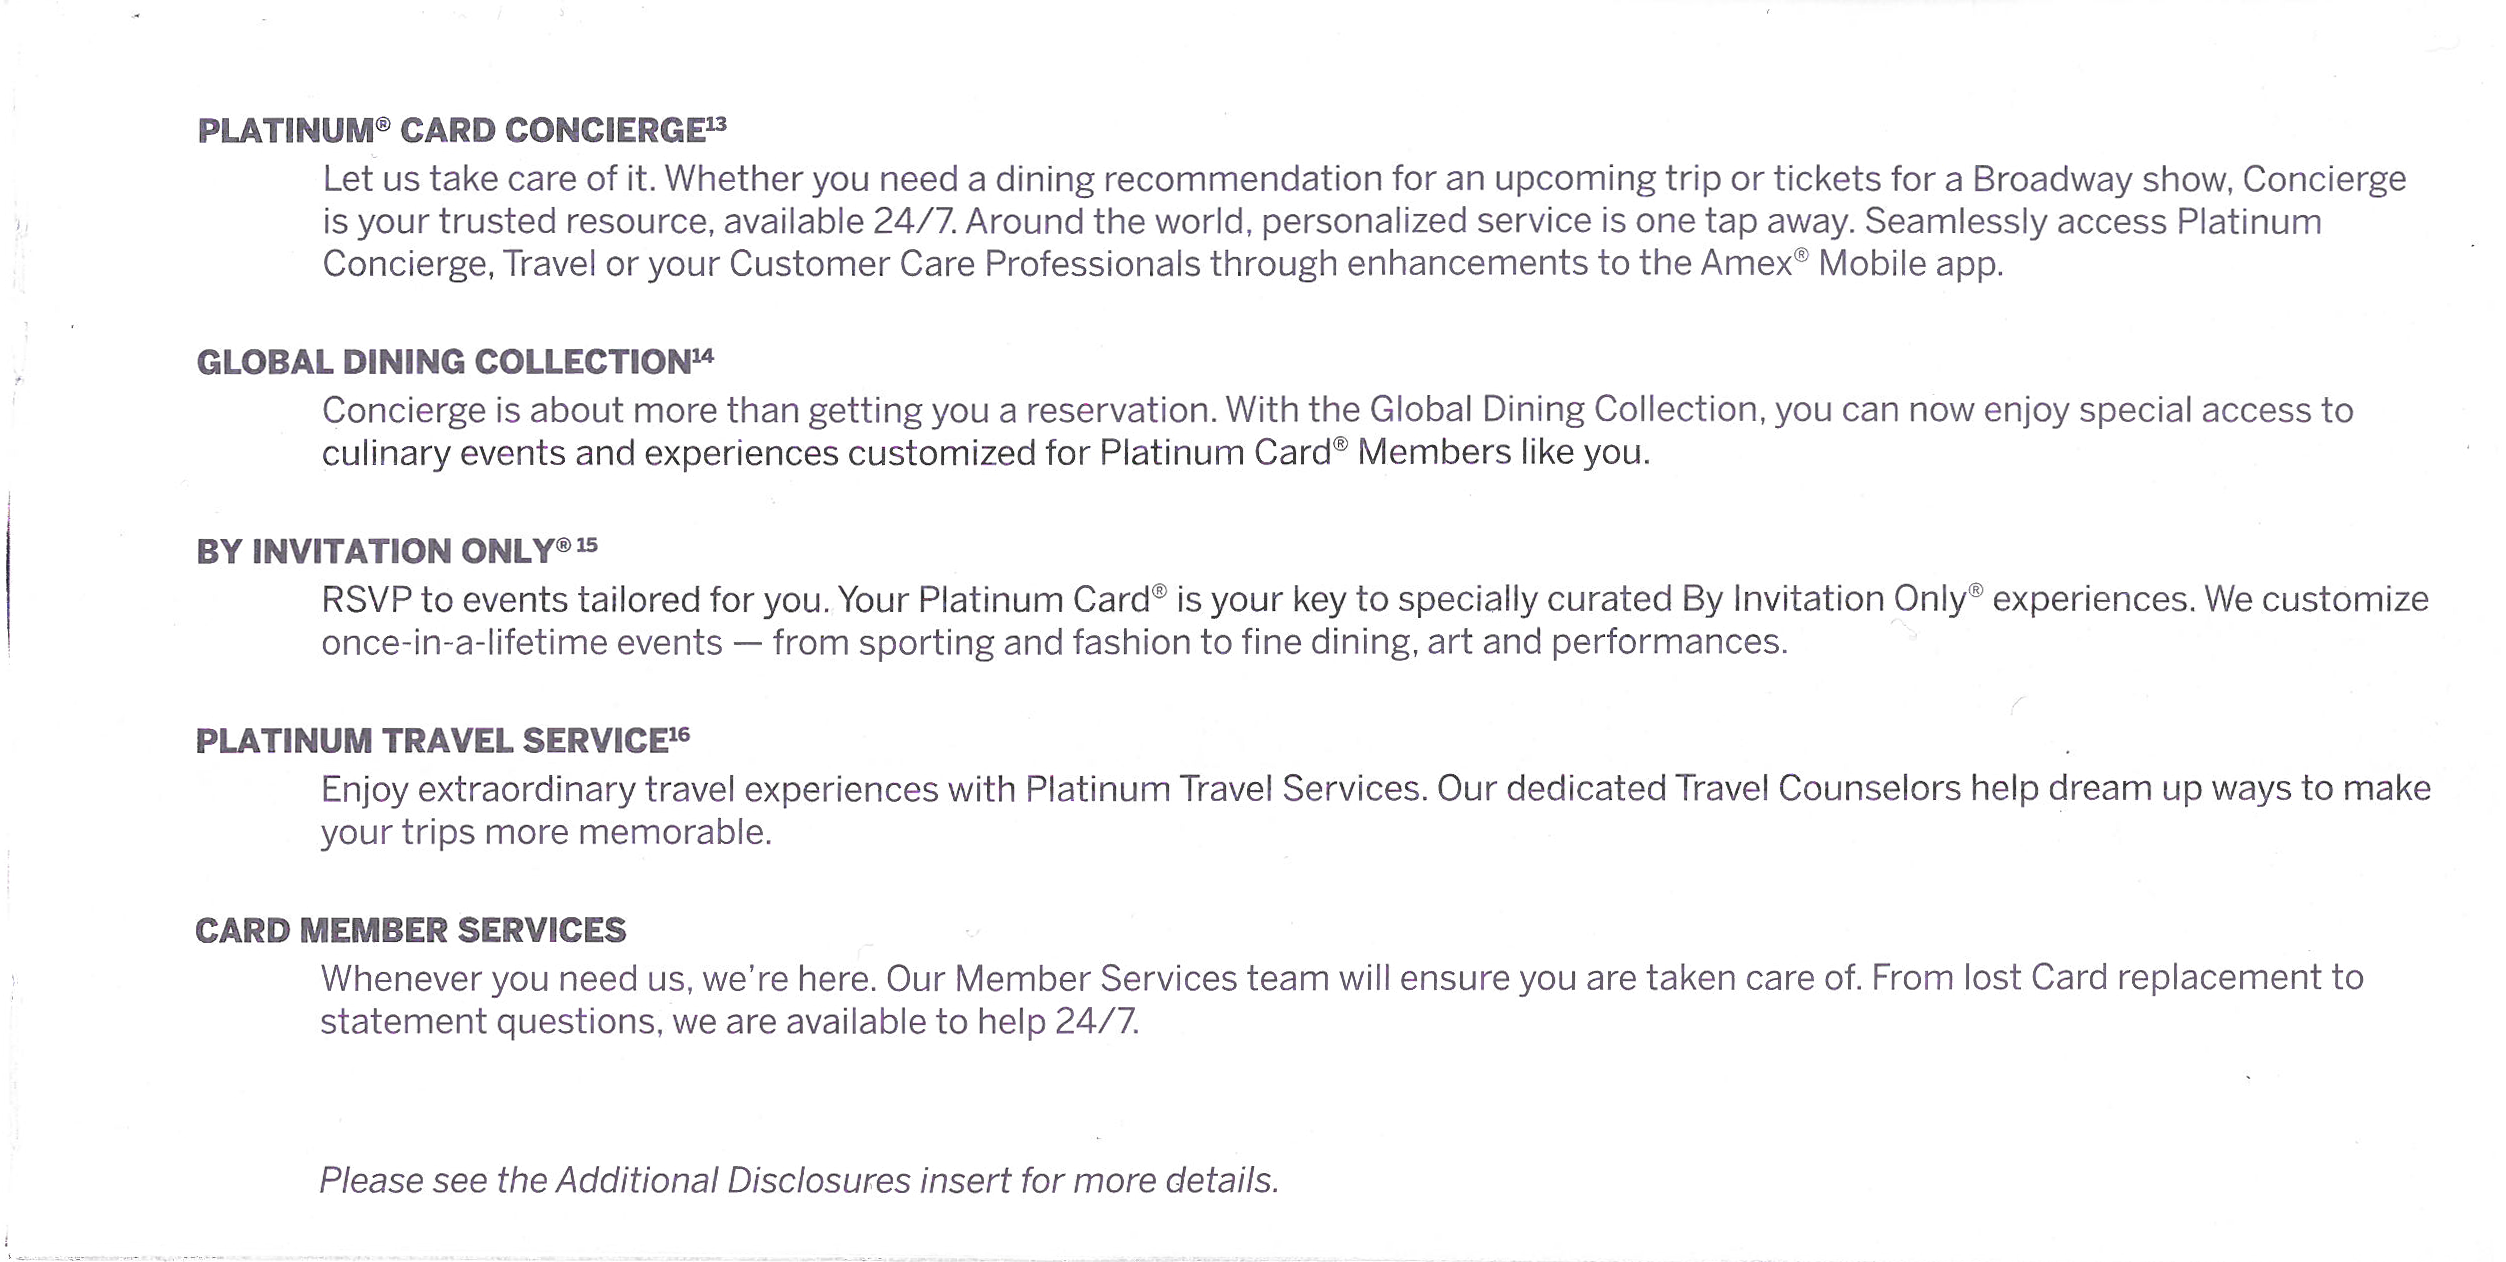 PLATINUM® CARD CONCIERGE¹³
Let us take care of it. Whether you need a dining recommendation for an upcoming trip or tickets for a Broadway show, Concierge
is your trusted resource, available 24/7. Around the world, personalized service is one tap away. Seamlessly access Platinum
Concierge, Travel or your Customer Care Professionals through enhancements to the Amex® Mobile app.
GLOBAL DINING COLLECTION¹⁴
Concierge is about more than getting you a reservation. With the Global Dining Collection, you can now enjoy special access to
culinary events and experiences customized for Platinum Card® Members like you.
BY INVITATION ONLY® ¹⁵
RSVP to events tailored for you. Your Platinum Card® is your key to specially curated By Invitation Only® experiences. We customize
once-in-a-lifetime events — from sporting and fashion to fine dining, art and performances.
PLATINUM TRAVEL SERVICE¹⁶
Enjoy extraordinary travel experiences with Platinum Travel Services. Our dedicated Travel Counselors help dream up ways to make
your trips more memorable.
CARD MEMBER SERVICES
Whenever you need us, we're here. Our Member Services team will ensure you are taken care of. From lost Card replacement to
statement questions, we are available to help 24/7.
Please see the Additional Disclosures insert for more details.